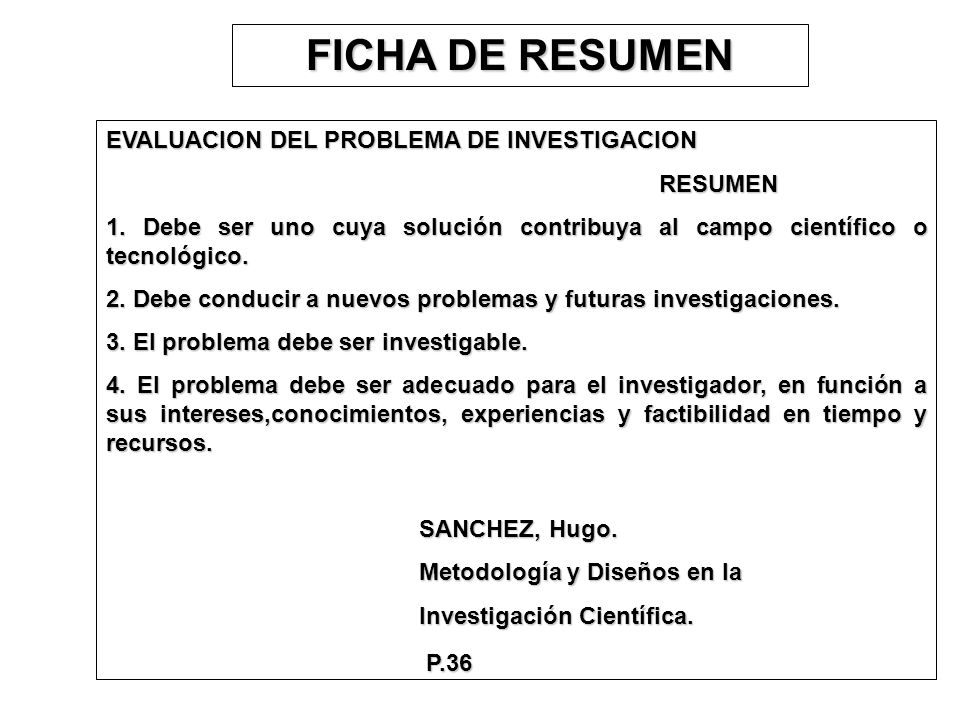 FICHA DE RESUMEN
EVALUACION DEL PROBLEMA DE INVESTIGACION
RESUMEN
1. Debe ser uno cuya solución contribuya al campo científico o
tecnológico.
2. Debe conducir a nuevos problemas y futuras investigaciones.
3. El problema debe ser investigable.
4. El problema debe ser adecuado para el investigador, en función a
sus intereses,conocimientos, experiencias y factibilidad en tiempo y
recursos.
SANCHEZ, Hugo.
Metodología y Diseños en la
Investigación Científica.
P.36